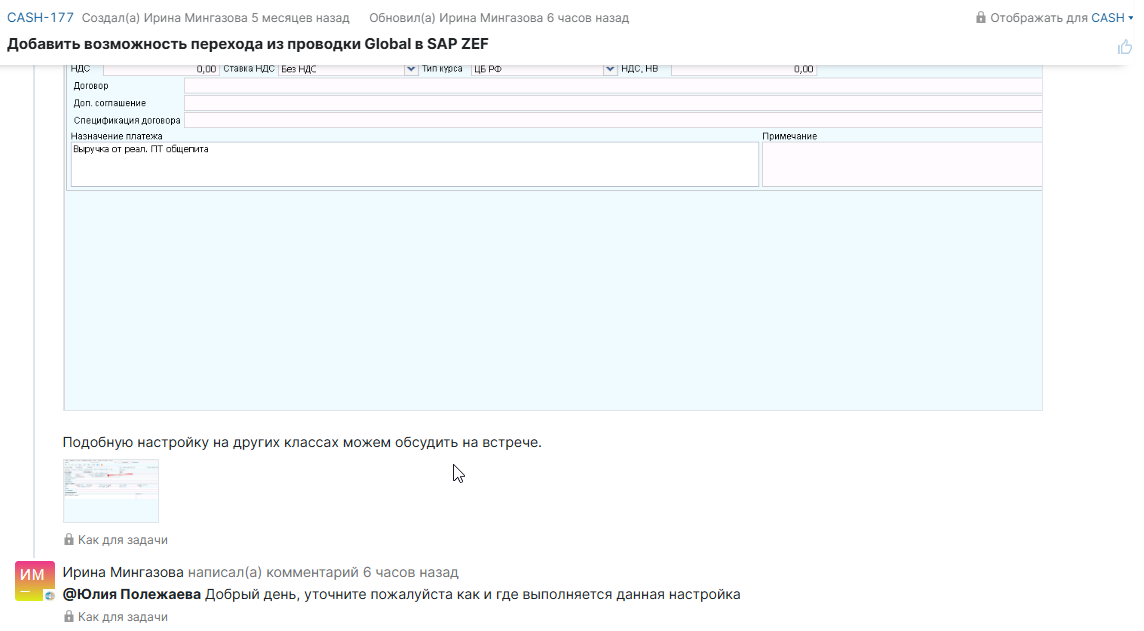 CASH-177 Создал(а) Ирина Мингазова 5 месяцев назад Обновил(а) Ирина Мингазова 6 часов назад Отображать для CASH
Добавить возможность перехода из проводки Global в SAP ZEF
НДС 0,00 Ставка НДС Без НДС Тип курса ЦБ РФ НДС, НВ 0,00
Договор
Доп. соглашение
Спецификация договора
Назначение платежа Примечание
Выручка от реал. ПТ общепита
Подобную настройку на других классах можем обсудить на встрече.
Как для задачи
ИМ Ирина Мингазова написал(а) комментарий 6 часов назад
@Юлия Полежаева Добрый день, уточните пожалуйста как и где выполняется данная настройка
Как для задачи